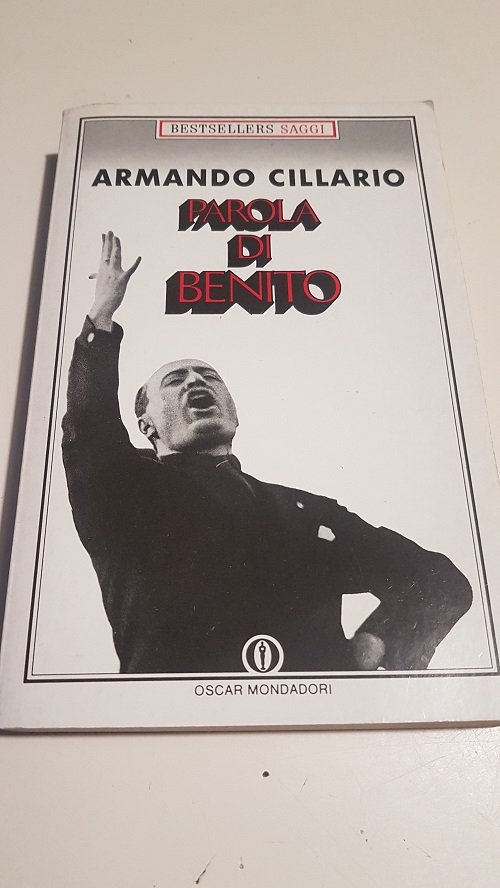 BESTSELLERS SAGGI
ARMANDO CILLARIO
PAROLA
DI
BENITO
OSCAR MONDADORI